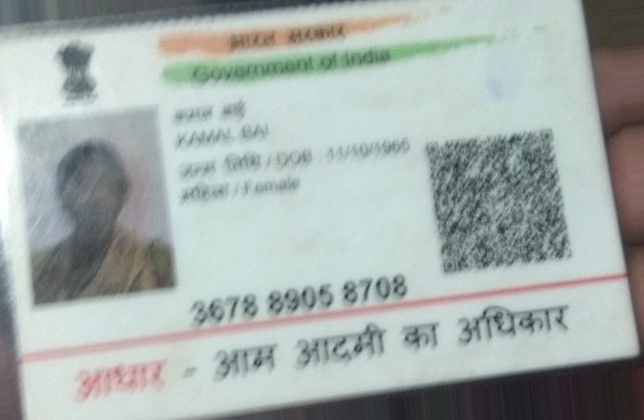 भारत सरकार
Government of India
कमल बाई
KAMAL BAI
जन्म तिथि / DOB : 11/10/1965
महिला / Female
3678 8905 8708
आधार - आम आदमी का अधिकार